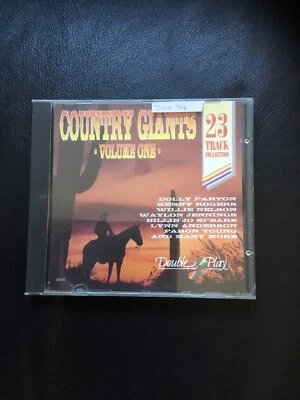 COUNTRY GIANTS
• VOLUME ONE •
23
TRACK
COLLECTION
DOLLY PARTON
KENNY ROGERS
WILLIE NELSON
WAYLON JENNINGS
BILLIE JO SPEARS
LYNN ANDERSON
FARON YOUNG
AND MANY MORE
Double Play